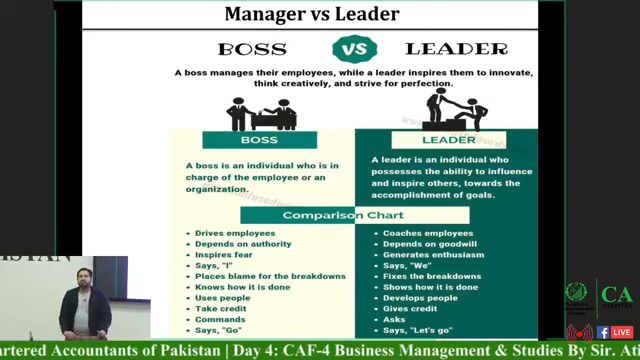 Manager vs Leader
BOSS VS LEADER
A boss manages their employees, while a leader inspires them to innovate,
think creatively, and strive for perfection.
BOSS
LEADER
A boss is an individual who is in
charge of the employee or an
organization.
A leader is an individual who
possesses the ability to influence
and inspire others, towards the
accomplishment of goals.
Comparison Chart
• Drives employees
• Depends on authority
• Inspires fear
• Says, "I"
• Places blame for the breakdowns
• Knows how it is done
• Uses people
• Take credit
• Commands
• Says, "Go"
• Coaches employees
• Depends on goodwill
• Generates enthusiasm
• Says, "We"
• Fixes the breakdowns
• Shows how it is done
• Develops people
• Gives credit
• Asks
• Says, "Let's go"
CA
PAKISTAN
LIVE
artered Accountants of Pakistan | Day 4: CAF-4 Business Management & Studies By Sir. Ati